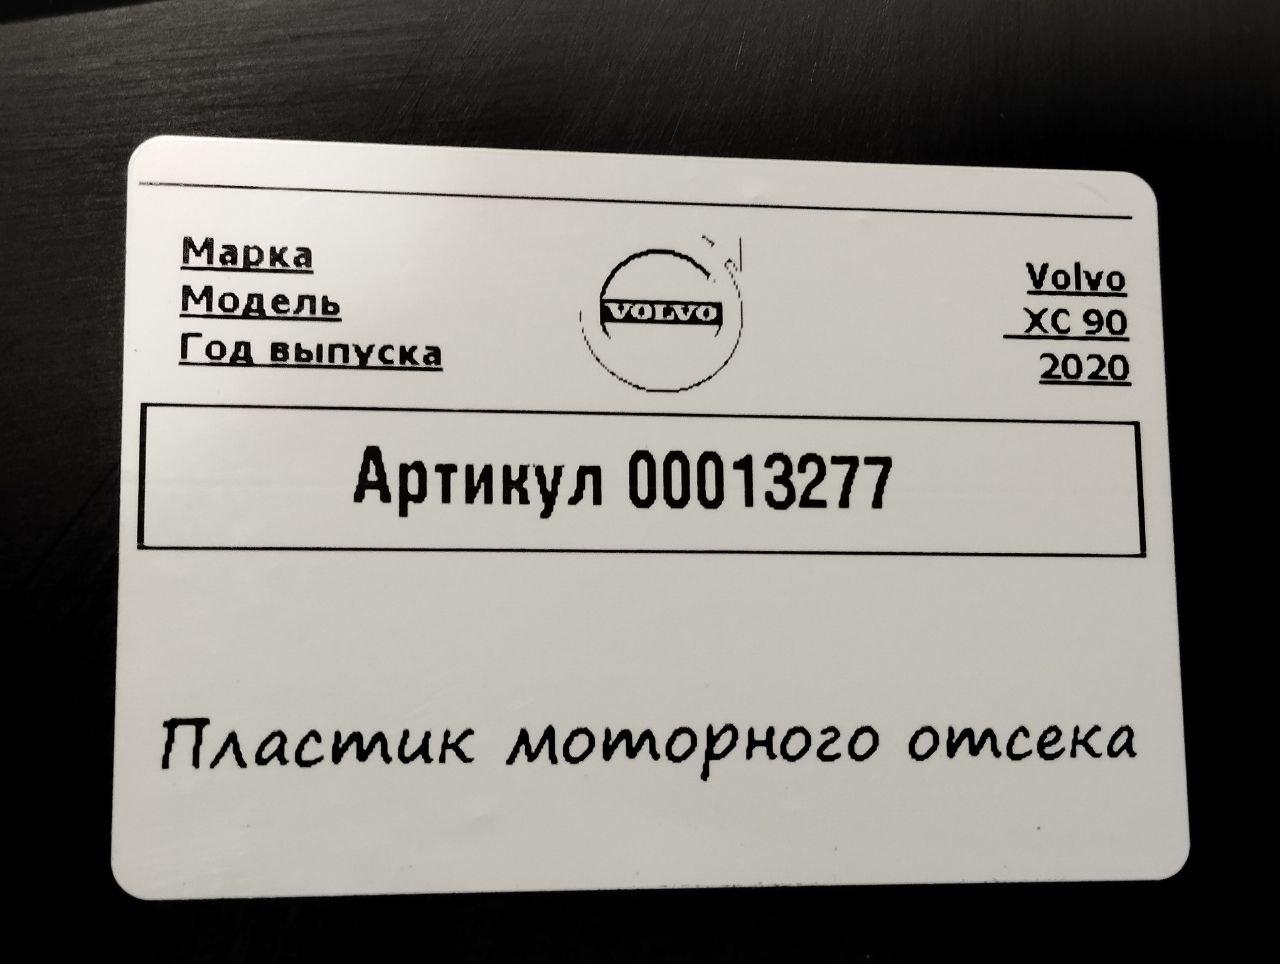 Марка
Модель
Год выпуска
VOLVO
Volvo
XC 90
2020
Артикул 00013277
Пластик моторного отсека